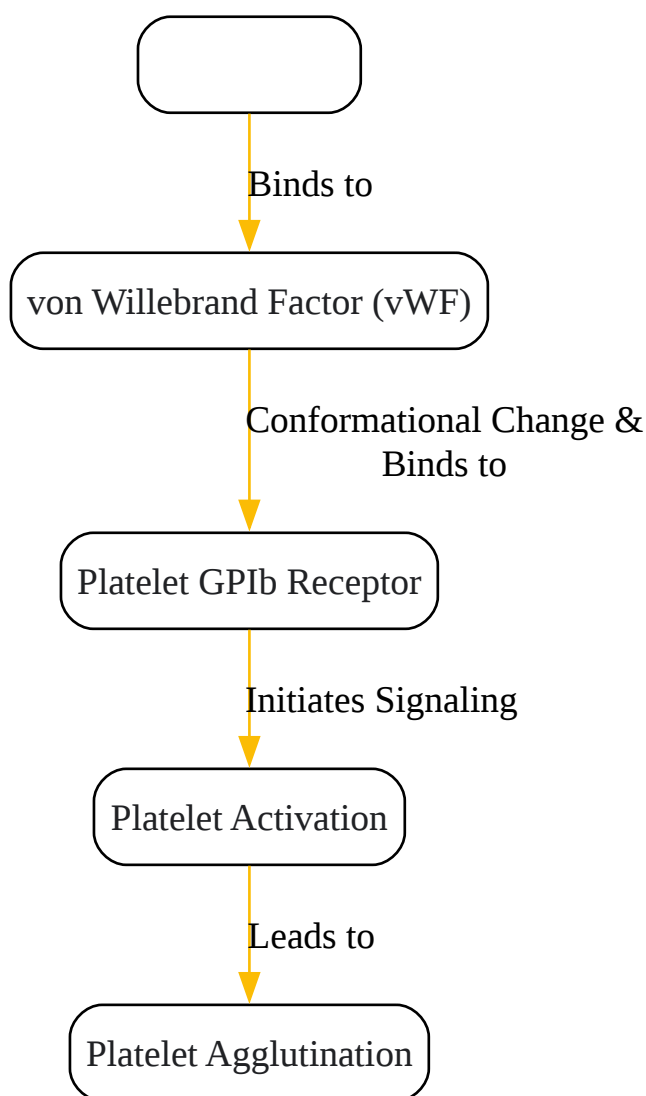 Binds to
von Willebrand Factor (vWF)
Conformational Change &
Binds to
Platelet GPIb Receptor
Initiates Signaling
Platelet Activation
Leads to
Platelet Agglutination